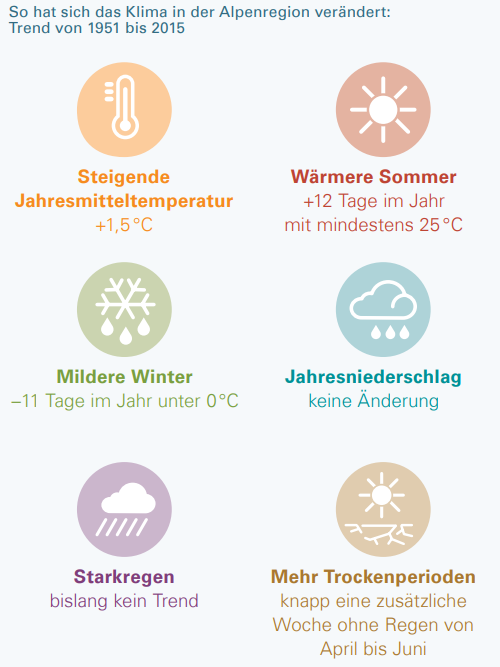 So hat sich das Klima in der Alpenregion verändert:
Trend von 1951 bis 2015
Steigende
Jahresmitteltemperatur
+1,5 °C
Wärmere Sommer
+12 Tage im Jahr
mit mindestens 25 °C
Mildere Winter
–11 Tage im Jahr unter 0 °C
Jahresniederschlag
keine Änderung
Starkregen
bislang kein Trend
Mehr Trockenperioden
knapp eine zusätzliche
Woche ohne Regen von
April bis Juni